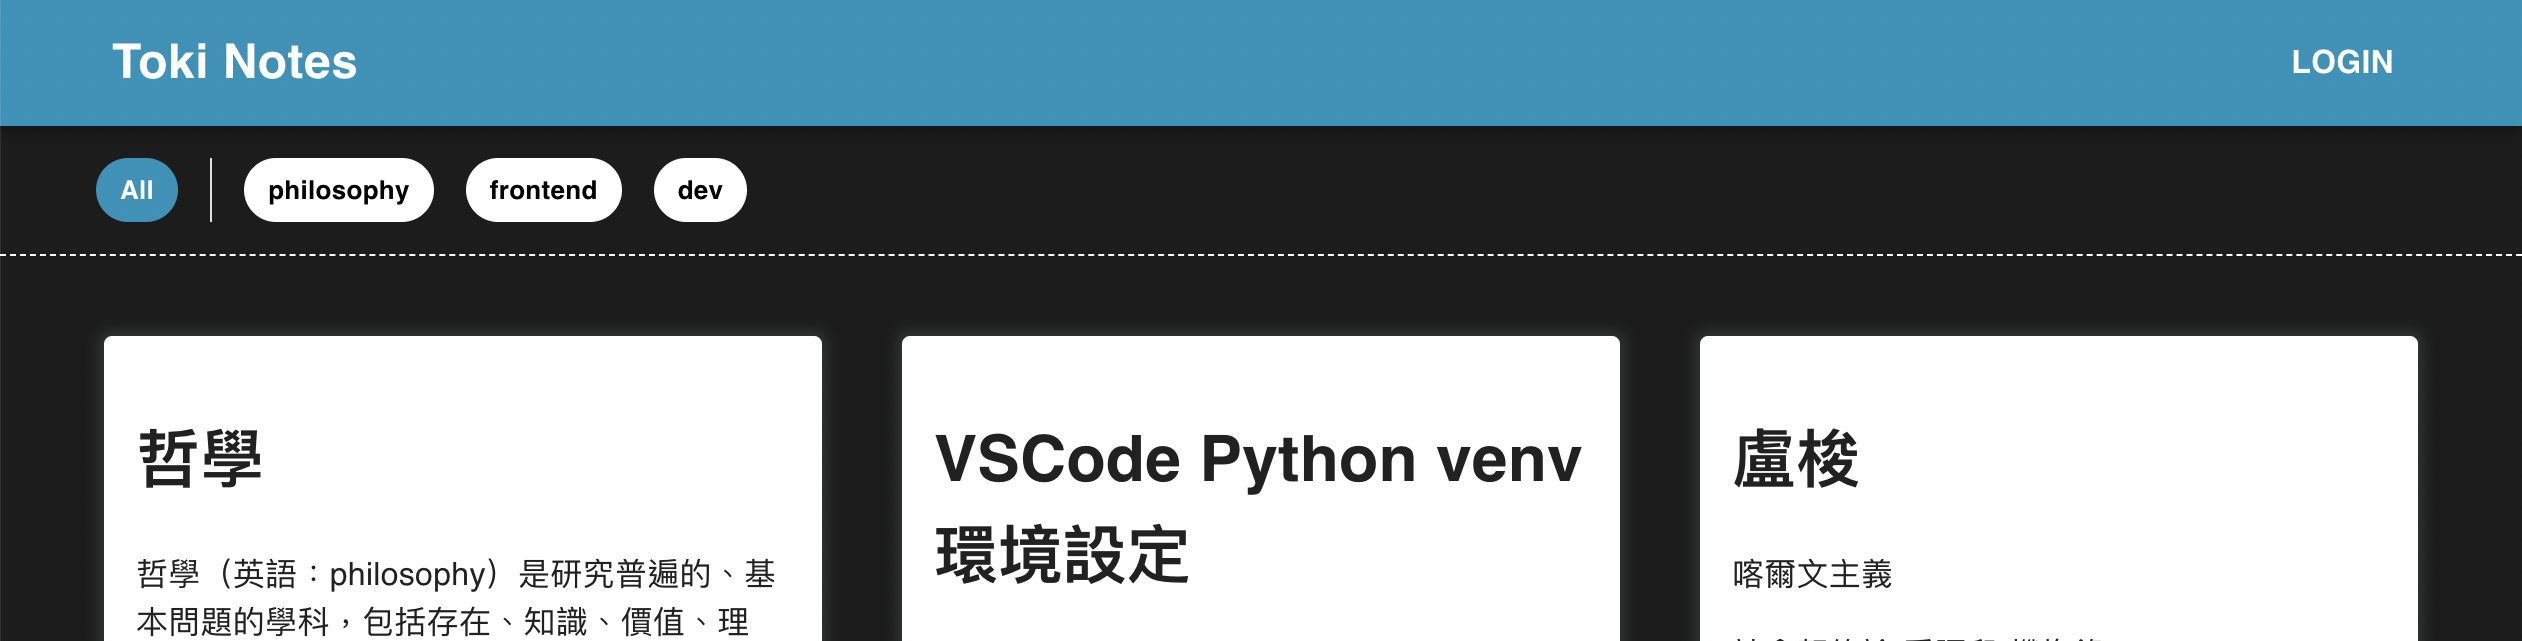 Toki Notes
LOGIN
All
philosophy
frontend
dev
哲學
哲學（英語：philosophy）是研究普遍的、基
本問題的學科，包括存在、知識、價值、理
VSCode Python venv
環境設定
盧梭
喀爾文主義